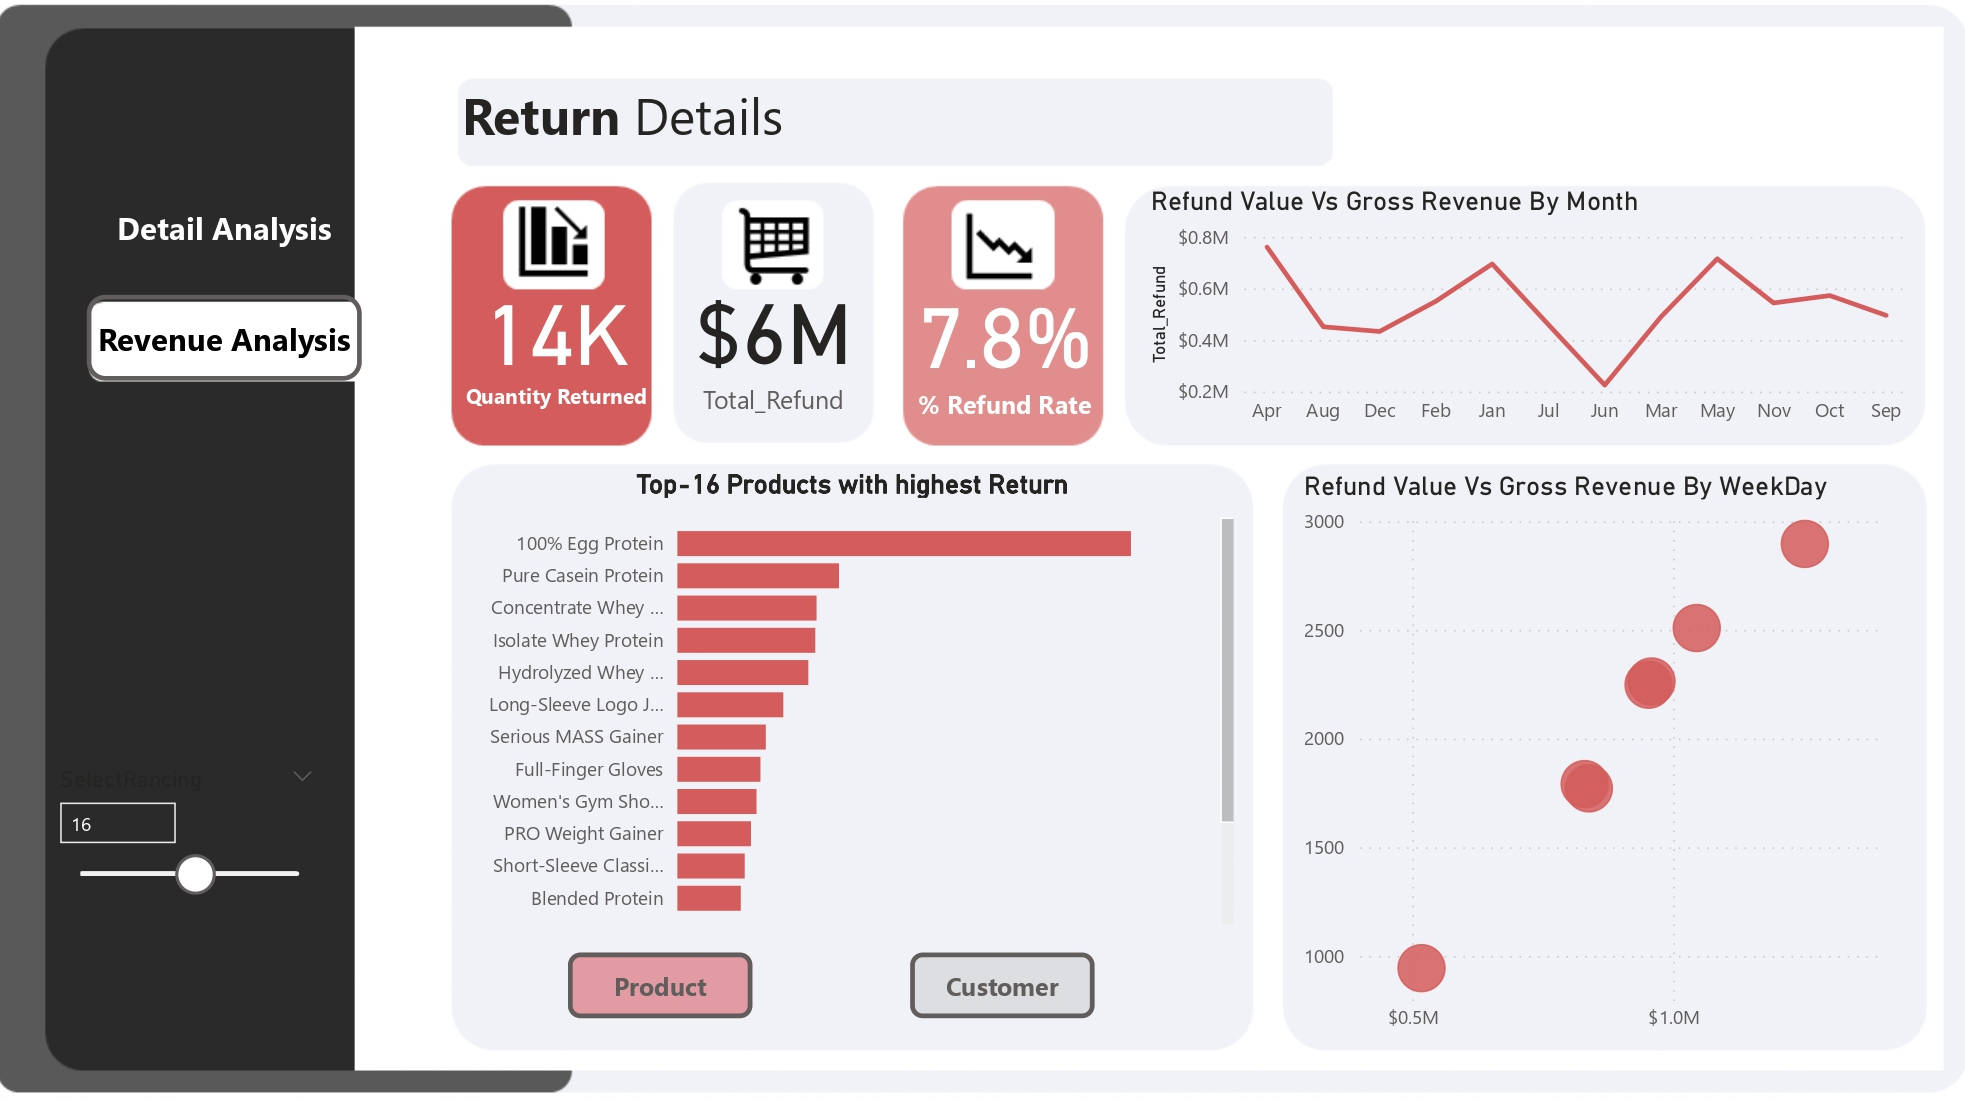 Detail Analysis
Revenue Analysis
SelectRancing
16
Return Details
14K
Quantity Returned
$6M
Total_Refund
7.8%
% Refund Rate
Refund Value Vs Gross Revenue By Month
Total_Refund
$0.8M
$0.6M
$0.4M
$0.2M
Apr Aug Dec Feb Jan Jul Jun Mar May Nov Oct Sep
Top-16 Products with highest Return
100% Egg Protein
Pure Casein Protein
Concentrate Whey ...
Isolate Whey Protein
Hydrolyzed Whey ...
Long-Sleeve Logo J...
Serious MASS Gainer
Full-Finger Gloves
Women's Gym Sho...
PRO Weight Gainer
Short-Sleeve Classi...
Blended Protein
Product
Customer
Refund Value Vs Gross Revenue By WeekDay
3000
2500
2000
1500
1000
$0.5M $1.0M